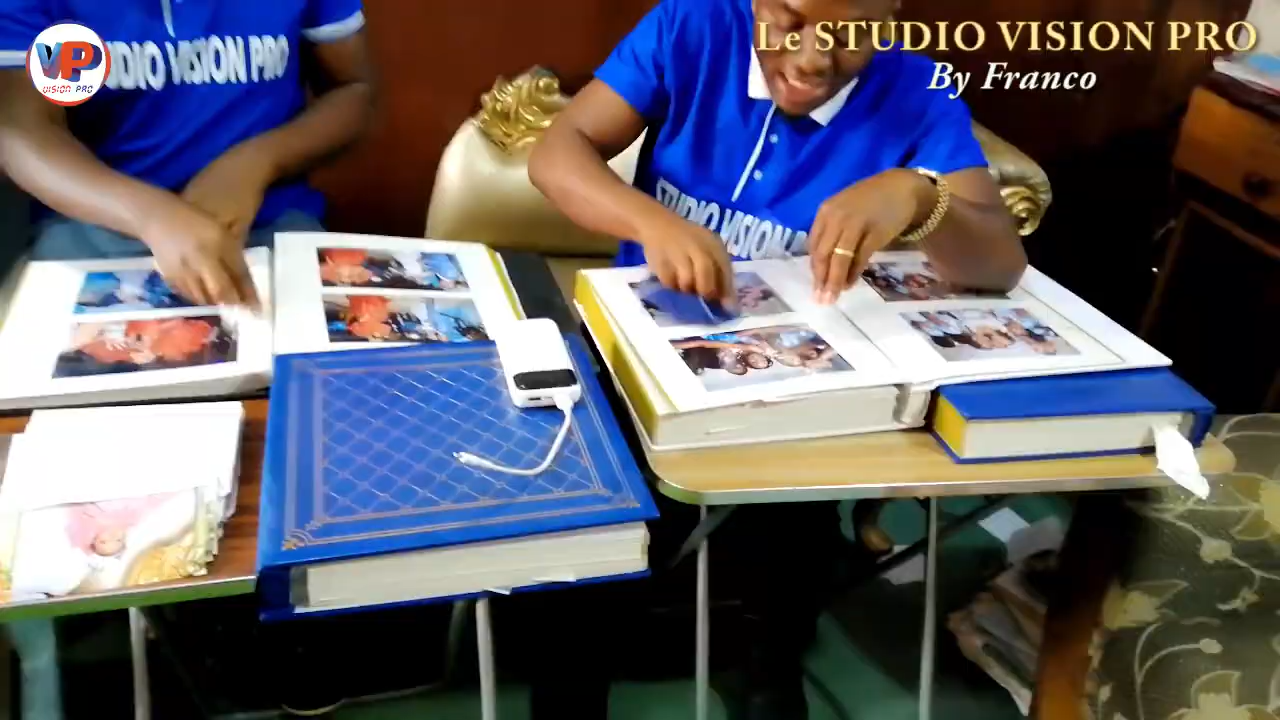 Le STUDIO VISION PRO
By Franco
VP
VISION PRO
STUDIO VISION PRO
STUDIO VISION